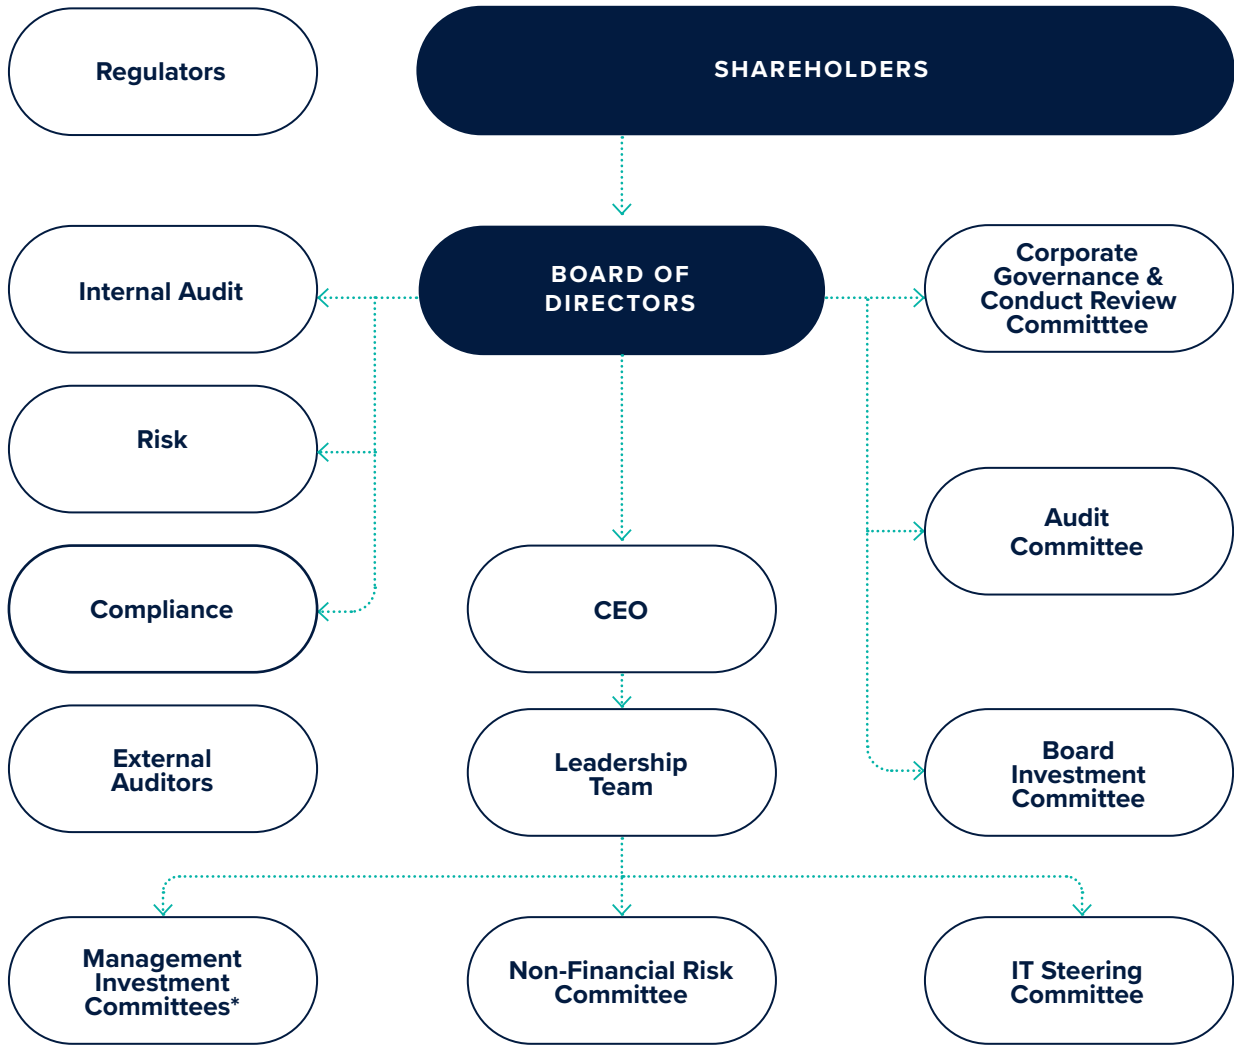 Regulators
SHAREHOLDERS
Internal Audit
BOARD OF
DIRECTORS
Corporate
Governance &
Conduct Review
Committtee
Risk
Audit
Committee
Compliance
CEO
External
Auditors
Leadership
Team
Board
Investment
Committee
Management
Investment
Committees*
Non-Financial Risk
Committee
IT Steering
Committee